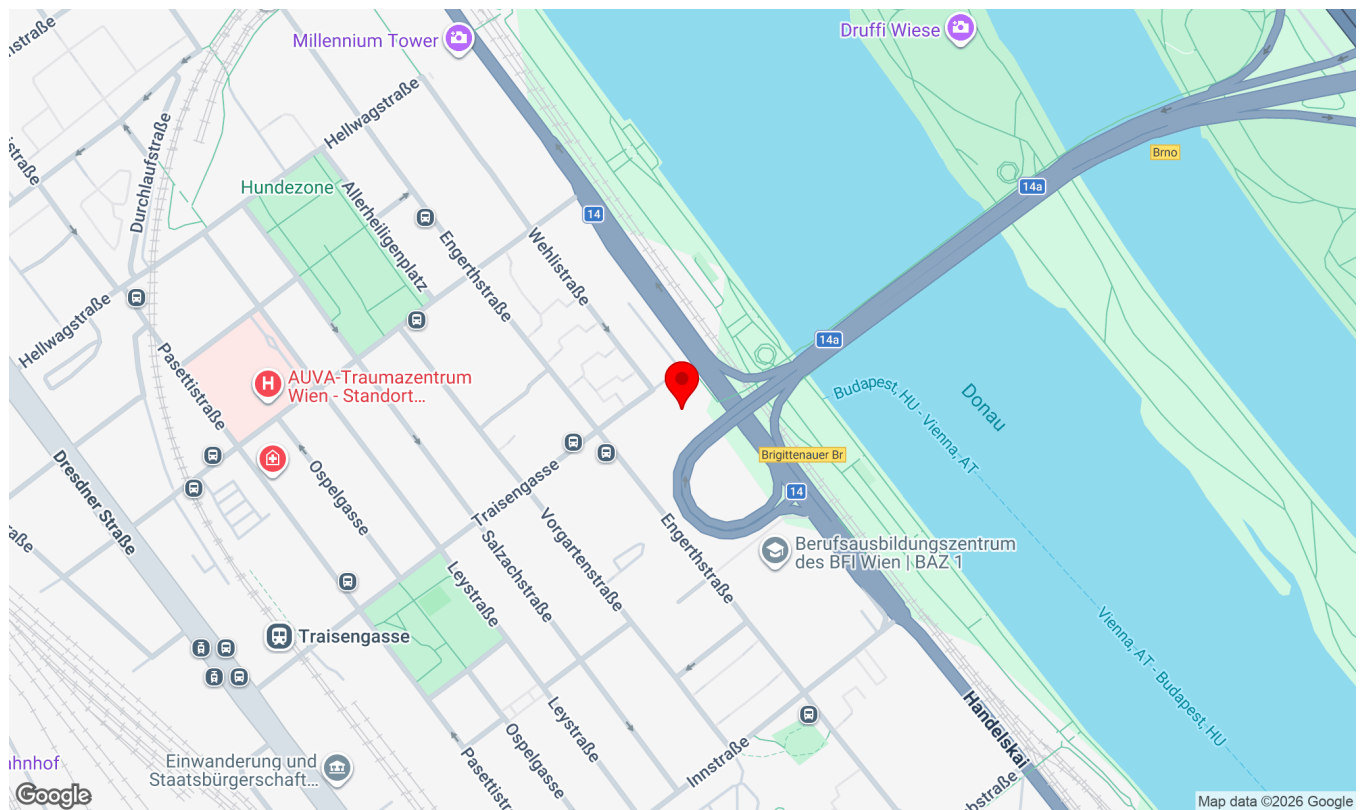 straße
Millennium Tower
Druffi Wiese
Hellwagstraße
Durchlaufstraße
Brno
14a
Hundezone
Allerheiligenplatz
14
Engerthstraße
Wehlistraße
Hellwagstraße
14a
Pasettistraße
AUVA-Traumazentrum
Wien - Standort...
Budapest, HU - Vienna, AT
Donau
Brigittenauer Br
Dresdner Straße
Ospelgasse
Traisengasse
14
Salzachstraße
Vorgartenstraße
Engerthstraße
Berufsausbildungszentrum
des BFI Wien | BAZ 1
Leystraße
Traisengasse
Vienna, AT - Budapest, HU
Handelskai
Leystraße
Ospelgasse
Innstraße
Pasettistr
Einwanderung und
Staatsbürgerschaft...
ahnhof
Google
Map data ©2026 Google